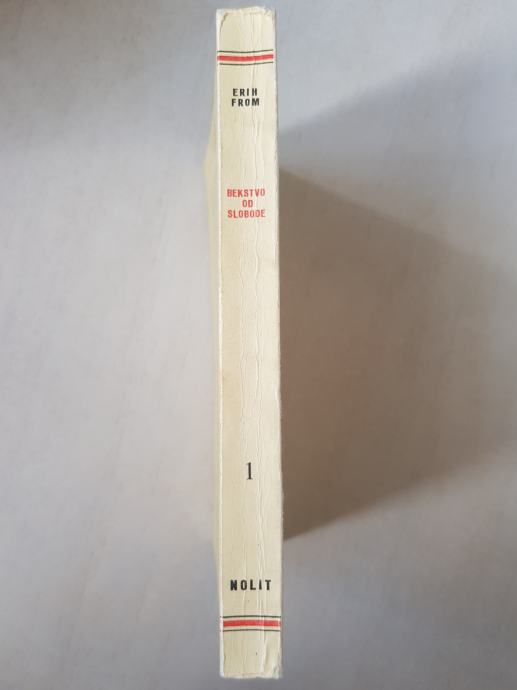 ERIH
FROM
BEKSTVO
OD
SLOBODE
1
NOLIT